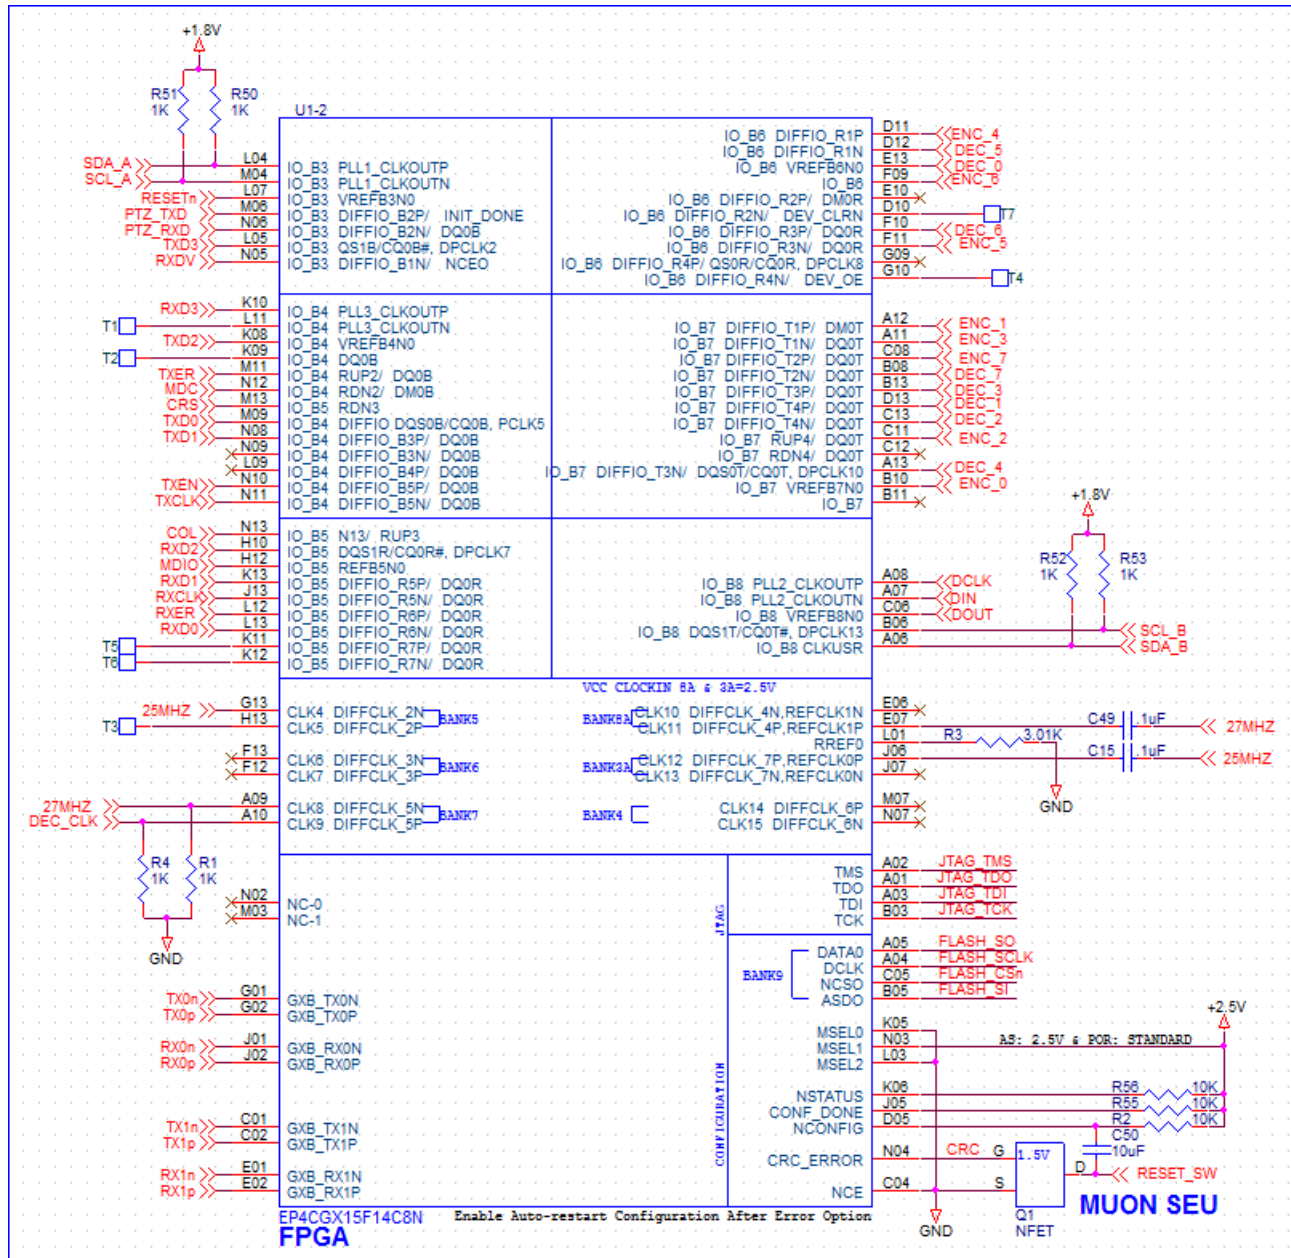 +1.8V
R51
1K
R50
1K
U1-2
SDA_A L04 IO_B3 PLL1_CLKOUTP
SCL_A M04 IO_B3 PLL1_CLKOUTN
RESETn L07 IO_B3 VREFB3N0
PTZ_TXD M06 IO_B3 DIFFIO_B2P/ INIT_DONE
PTZ_RXD N06 IO_B3 DIFFIO_B2N/ DQ0B
TXD3 L05 IO_B3 QS1B/CQ0B#, DPCLK2
RXDV N05 IO_B3 DIFFIO_B1N/ NCEO
IO_B6 DIFFIO_R1P D11 ENC_4
IO_B6 DIFFIO_R1N D12 DEC_5
IO_B6 VREFB6N0 E13 DEC_0
IO_B6 F09 ENC_6
IO_B6 DIFFIO_R2P/ DM0R E10
IO_B6 DIFFIO_R2N/ DEV_CLRN D10 T7
IO_B6 DIFFIO_R3P/ DQ0R F10 DEC_6
IO_B6 DIFFIO_R3N/ DQ0R F11 ENC_5
IO_B6 DIFFIO_R4P/ QS0R/CQ0R, DPCLK8 G09
IO_B6 DIFFIO_R4N/ DEV_OE G10 T4
RXD3 K10 IO_B4 PLL3_CLKOUTP
T1 L11 IO_B4 PLL3_CLKOUTN
TXD2 K08 IO_B4 VREFB4N0
T2 K09 IO_B4 DQ0B
TXER M11 IO_B4 RUP2/ DQ0B
MDC N12 IO_B4 RDN2/ DM0B
CRS M13 IO_B5 RDN3
TXD0 M09 IO_B4 DIFFIO DQS0B/CQ0B, PCLK5
TXD1 N08 IO_B4 DIFFIO_B3P/ DQ0B
N09 IO_B4 DIFFIO_B3N/ DQ0B
L09 IO_B4 DIFFIO_B4P/ DQ0B
TXEN N10 IO_B4 DIFFIO_B5P/ DQ0B
TXCLK N11 IO_B4 DIFFIO_B5N/ DQ0B
IO_B7 DIFFIO_T1P/ DM0T A12 ENC_1
IO_B7 DIFFIO_T1N/ DQ0T A11 ENC_3
IO_B7 DIFFIO_T2P/ DQ0T C08 ENC_7
IO_B7 DIFFIO_T2N/ DQ0T B08 DEC_7
IO_B7 DIFFIO_T3P/ DQ0T B13 DEC_3
IO_B7 DIFFIO_T4P/ DQ0T D13 DEC_1
IO_B7 DIFFIO_T4N/ DQ0T C13 DEC_2
IO_B7 RUP4/ DQ0T C11 ENC_2
IO_B7 RDN4/ DQ0T C12
IO_B7 DIFFIO_T3N/ DQS0T/CQ0T, DPCLK10 A13 DEC_4
IO_B7 VREFB7N0 B10 ENC_0
IO_B7 B11
COL N13 IO_B5 N13/ RUP3
RXD2 H10 IO_B5 DQS1R/CQ0R#, DPCLK7
MDIO H12 IO_B5 REFB5N0
RXD1 K13 IO_B5 DIFFIO_R5P/ DQ0R
RXCLK J13 IO_B5 DIFFIO_R5N/ DQ0R
RXER L12 IO_B5 DIFFIO_R6P/ DQ0R
RXD0 L13 IO_B5 DIFFIO_R6N/ DQ0R
T5 K11 IO_B5 DIFFIO_R7P/ DQ0R
T6 K12 IO_B5 DIFFIO_R7N/ DQ0R
+1.8V
R52
1K
R53
1K
IO_B8 PLL2_CLKOUTP A08 DCLK
IO_B8 PLL2_CLKOUTN A07 DIN
IO_B8 VREFB8N0 C06 DOUT
IO_B8 DQS1T/CQ0T#, DPCLK13 B06 SCL_B
IO_B8 CLKUSR A06 SDA_B
VCC CLOCKIN 8A & 3A=2.5V
25MHZ G13 CLK4 DIFFCLK_2N
T3 H13 CLK5 DIFFCLK_2P
BANK5
F13 CLK6 DIFFCLK_3N
F12 CLK7 DIFFCLK_3P
BANK6
27MHZ A09 CLK8 DIFFCLK_5N
DEC_CLK A10 CLK9 DIFFCLK_5P
BANK7
BANK8A
CLK10 DIFFCLK_4N,REFCLK1N E06
CLK11 DIFFCLK_4P,REFCLK1P E07 C49 .1uF 27MHZ
RREF0 L01 R3 3.01K
BANK3A
CLK12 DIFFCLK_7P,REFCLK0P J06 C15 .1uF 25MHZ
CLK13 DIFFCLK_7N,REFCLK0N J07
GND
BANK4
CLK14 DIFFCLK_6P M07
CLK15 DIFFCLK_6N N07
R4
1K
R1
1K
GND
N02 NC-0
M03 NC-1
JTAG
TMS A02 JTAG_TMS
TDO A01 JTAG_TDO
TDI A03 JTAG_TDI
TCK B03 JTAG_TCK
BANK9
DATA0 A05 FLASH_SO
DCLK A04 FLASH_SCLK
NCSO C05 FLASH_CSn
ASDO B05 FLASH_SI
TX0n G01 GXB_TX0N
TX0p G02 GXB_TX0P
RX0n J01 GXB_RX0N
RX0p J02 GXB_RX0P
TX1n C01 GXB_TX1N
TX1p C02 GXB_TX1P
RX1n E01 GXB_RX1N
RX1p E02 GXB_RX1P
CONFIGURATION
+2.5V
MSEL0 K05
MSEL1 N03 AS: 2.5V & POR: STANDARD
MSEL2 L03
NSTATUS K06 R56 10K
CONF_DONE J05 R55 10K
NCONFIG D05 R2 10K
C50
10uF
CRC_ERROR N04 CRC G 1.5V
D RESET_SW
NCE C04 S
GND
Q1
NFET
MUON SEU
EP4CGX15F14C8N Enable Auto-restart Configuration After Error Option
FPGA